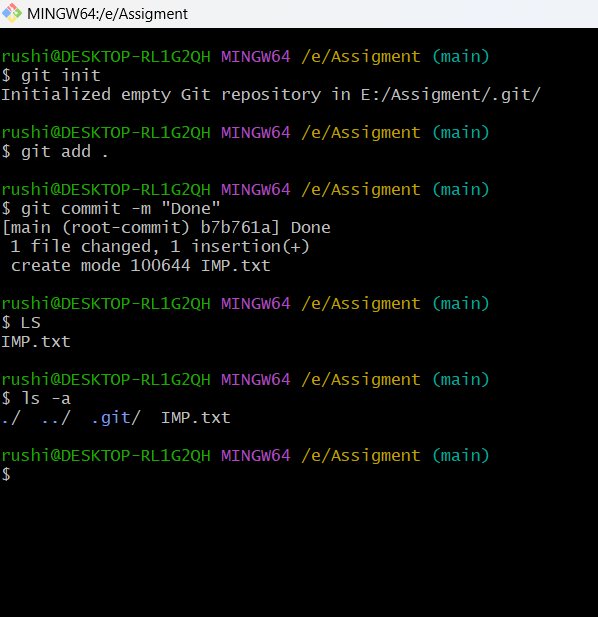 MINGW64:/e/Assigment
rushi@DESKTOP-RL1G2QH MINGW64 /e/Assigment (main)
$ git init
Initialized empty Git repository in E:/Assigment/.git/
rushi@DESKTOP-RL1G2QH MINGW64 /e/Assigment (main)
$ git add .
rushi@DESKTOP-RL1G2QH MINGW64 /e/Assigment (main)
$ git commit -m "Done"
[main (root-commit) b7b761a] Done
 1 file changed, 1 insertion(+)
 create mode 100644 IMP.txt
rushi@DESKTOP-RL1G2QH MINGW64 /e/Assigment (main)
$ LS
IMP.txt
rushi@DESKTOP-RL1G2QH MINGW64 /e/Assigment (main)
$ ls -a
./  ../  .git/  IMP.txt
rushi@DESKTOP-RL1G2QH MINGW64 /e/Assigment (main)
$